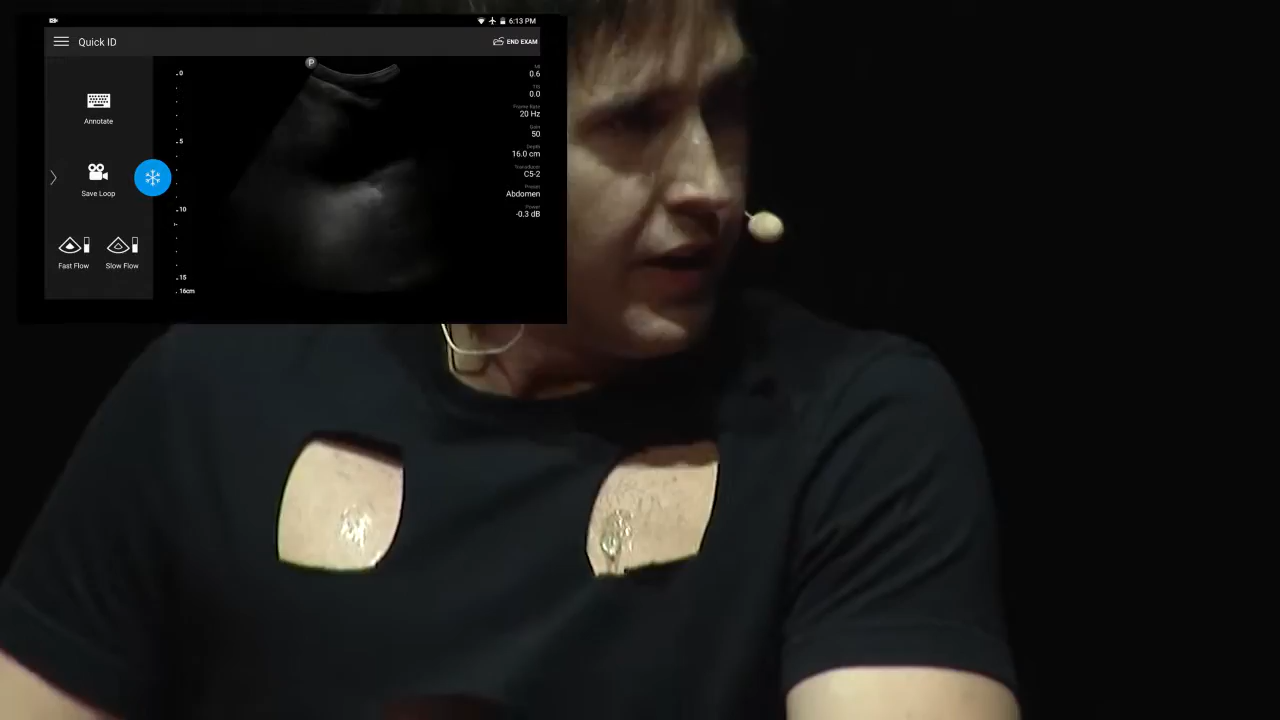 6:13 PM
Quick ID
END EXAM
MI
0.6
TIS
0.0
Frame Rate
20 Hz
Gain
50
Depth
16.0 cm
Transducer
C5-2
Preset
Abdomen
Power
-0.3 dB
Annotate
Save Loop
Fast Flow
Slow Flow
P
0
5
10
15
16cm